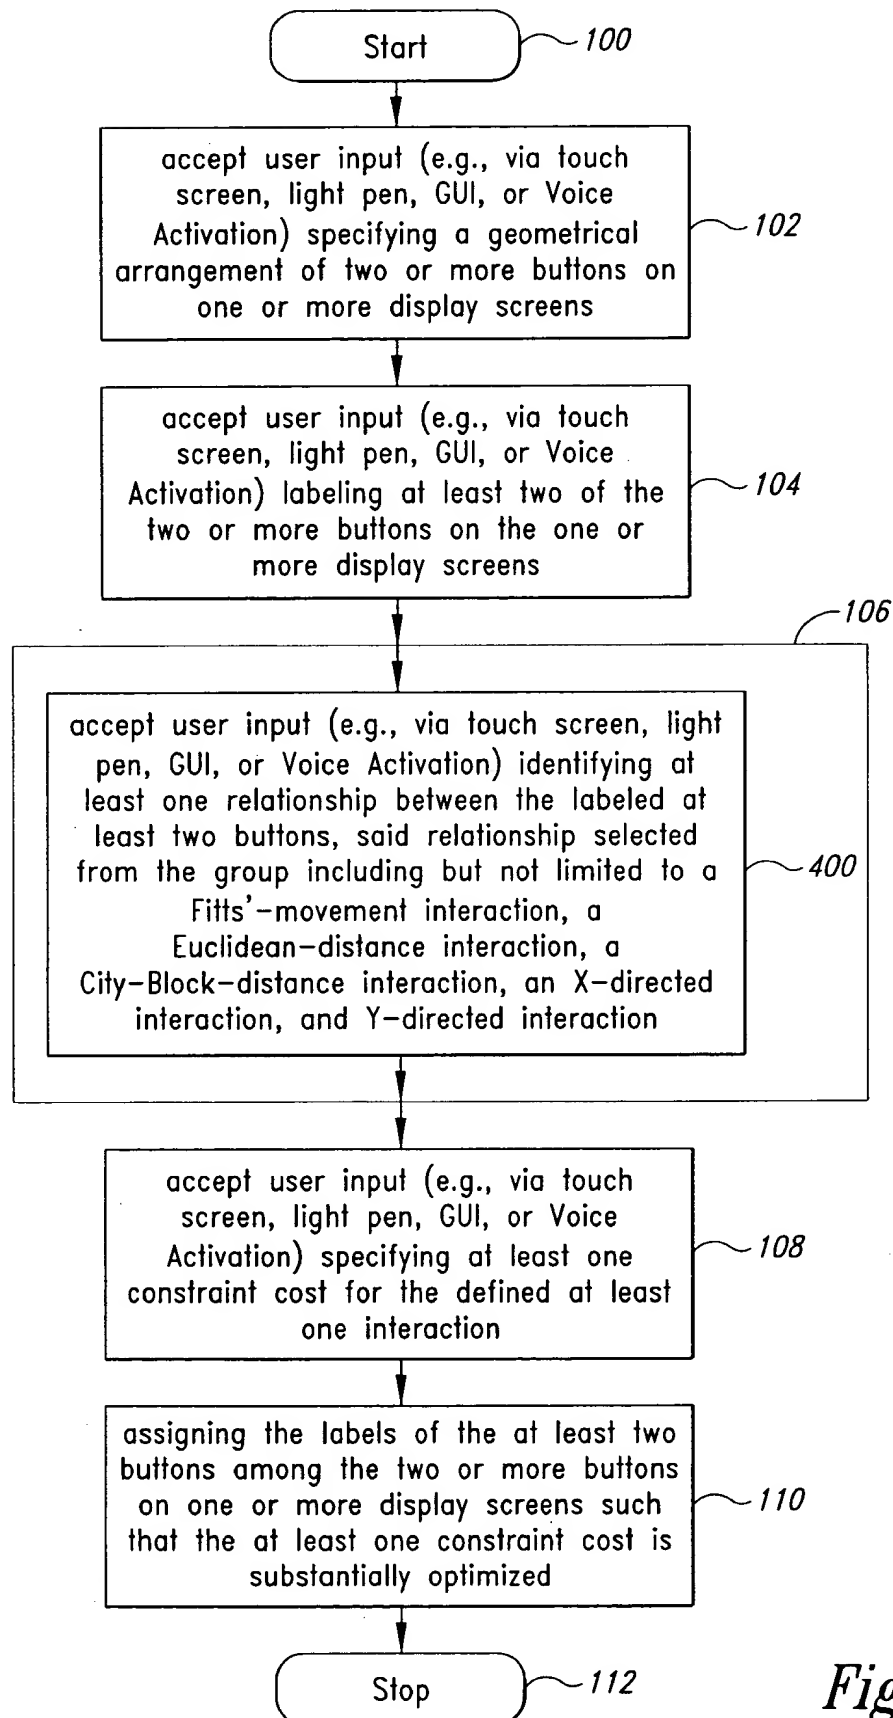 Start
100
accept user input (e.g., via touch
screen, light pen, GUI, or Voice
Activation) specifying a geometrical
arrangement of two or more buttons on
one or more display screens
102
accept user input (e.g., via touch
screen, light pen, GUI, or Voice
Activation) labeling at least two of the
two or more buttons on the one or
more display screens
104
106
accept user input (e.g., via touch screen, light
pen, GUI, or Voice Activation) identifying at
least one relationship between the labeled at
least two buttons, said relationship selected
from the group including but not limited to a
Fitts'-movement interaction, a
Euclidean-distance interaction, a
City-Block-distance interaction, an X-directed
interaction, and Y-directed interaction
400
accept user input (e.g., via touch
screen, light pen, GUI, or Voice
Activation) specifying at least one
constraint cost for the defined at least
one interaction
108
assigning the labels of the at least two
buttons among the two or more buttons
on one or more display screens such
that the at least one constraint cost is
substantially optimized
110
Stop
112
Fig